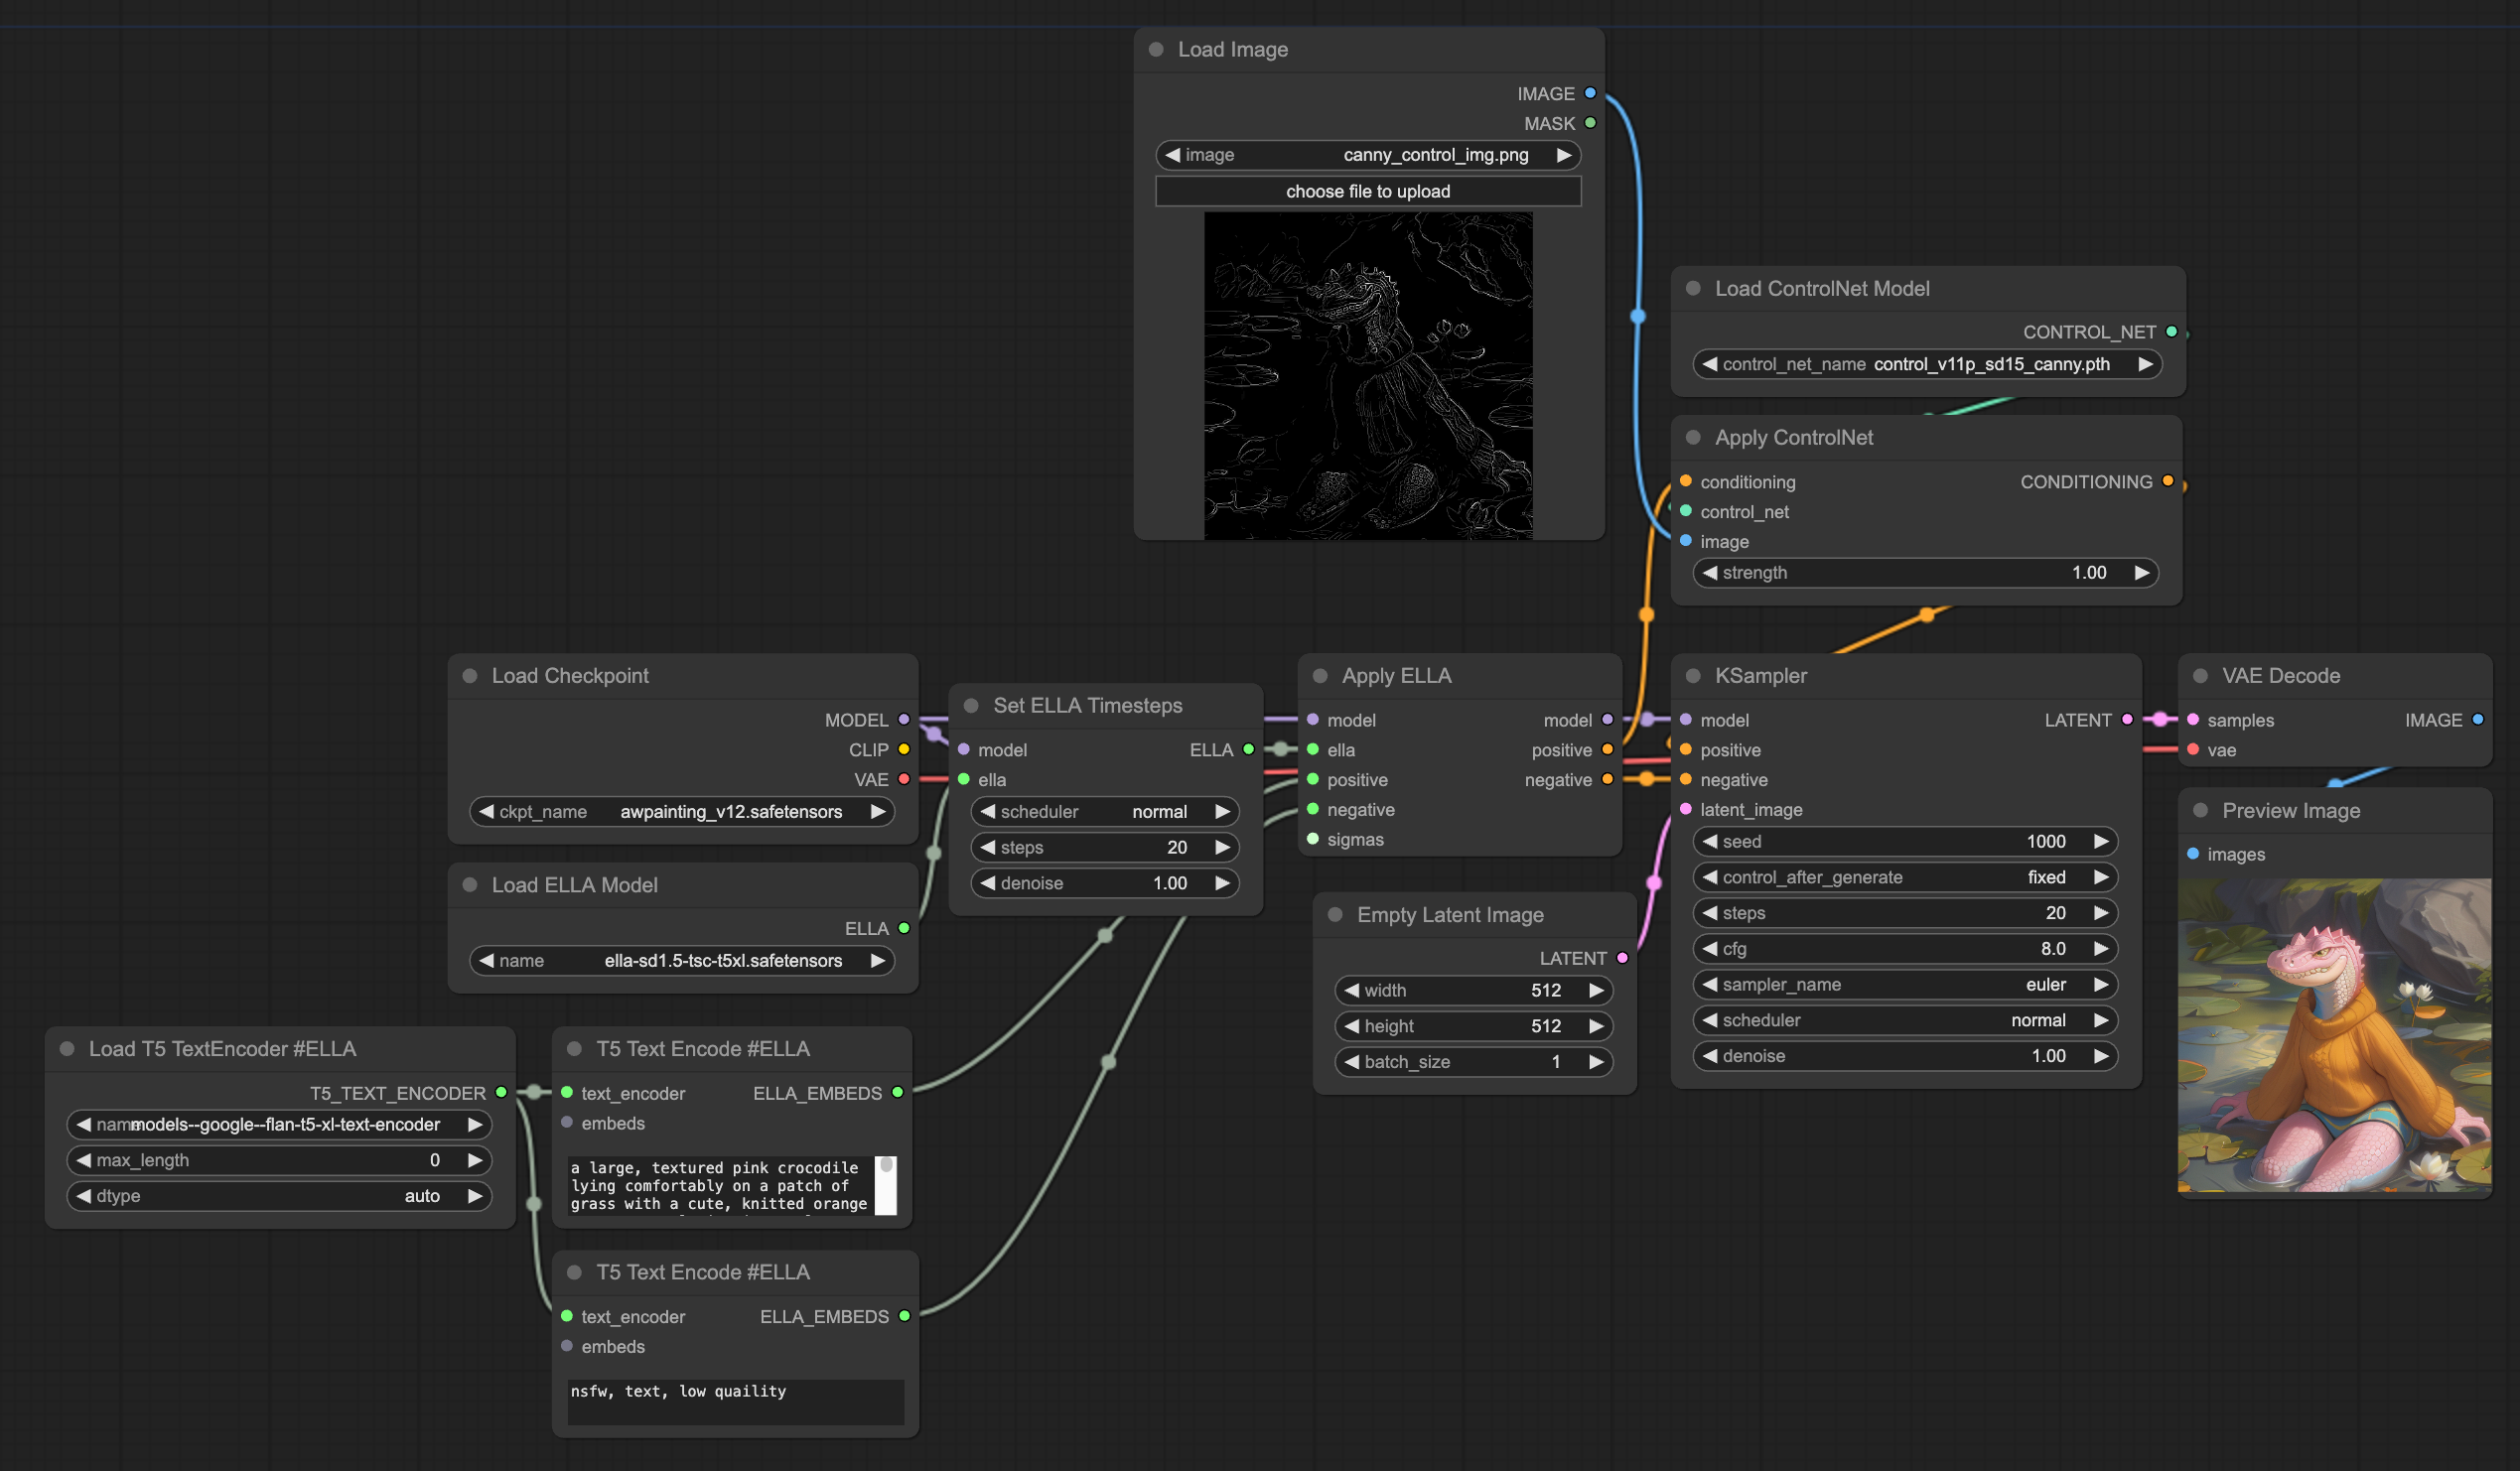 Load Image
IMAGE
MASK
image canny_control_img.png
choose file to upload
Load ControlNet Model
CONTROL_NET
control_net_name control_v11p_sd15_canny.pth
Apply ControlNet
conditioning CONDITIONING
control_net
image
strength 1.00
Load Checkpoint
MODEL
CLIP
VAE
ckpt_name awpainting_v12.safetensors
Load ELLA Model
ELLA
name ella-sd1.5-tsc-t5xl.safetensors
Set ELLA Timesteps
model ELLA
ella
scheduler normal
steps 20
denoise 1.00
Apply ELLA
model model
ella positive
positive negative
negative
sigmas
Empty Latent Image
LATENT
width 512
height 512
batch_size 1
KSampler
model LATENT
positive
negative
latent_image
seed 1000
control_after_generate fixed
steps 20
cfg 8.0
sampler_name euler
scheduler normal
denoise 1.00
VAE Decode
samples IMAGE
vae
Preview Image
images
Load T5 TextEncoder #ELLA
T5_TEXT_ENCODER
models--google--flan-t5-xl-text-encoder
max_length 0
dtype auto
T5 Text Encode #ELLA
text_encoder ELLA_EMBEDS
embeds
a large, textured pink crocodile
lying comfortably on a patch of
grass with a cute, knitted orange
T5 Text Encode #ELLA
text_encoder ELLA_EMBEDS
embeds
nsfw, text, low quaility